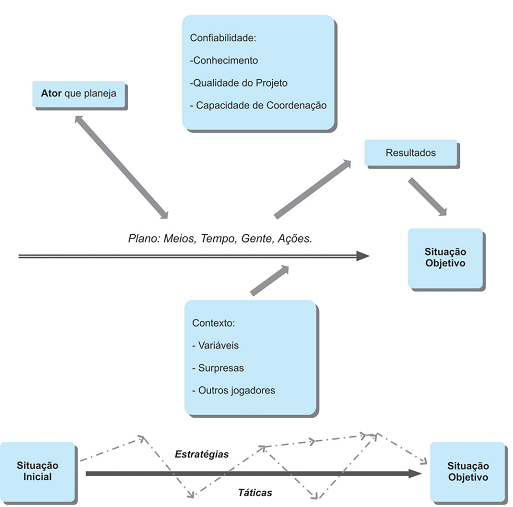 Confiabilidade:
-Conhecimento
-Qualidade do Projeto
- Capacidade de Coordenação
Ator que planeja
Resultados
Plano: Meios, Tempo, Gente, Ações.
Situação
Objetivo
Contexto:
- Variáveis
- Surpresas
- Outros jogadores
Situação
Inicial
Estratégias
Táticas
Situação
Objetivo